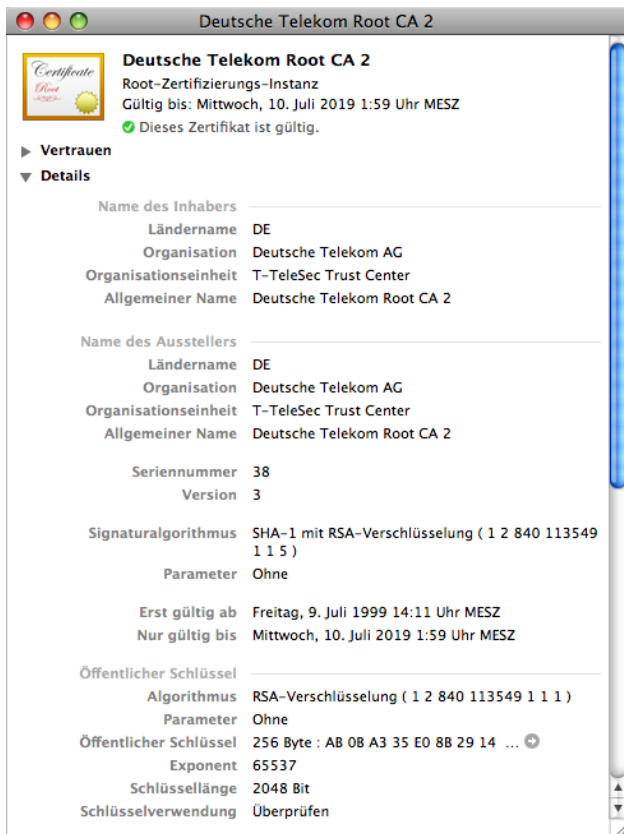 Deutsche Telekom Root CA 2
Certificate
Root
Deutsche Telekom Root CA 2
Root-Zertifizierungs-Instanz
Gültig bis: Mittwoch, 10. Juli 2019 1:59 Uhr MESZ
Dieses Zertifikat ist gültig.
Vertrauen
Details
Name des Inhabers
Ländername DE
Organisation Deutsche Telekom AG
Organisationseinheit T-TeleSec Trust Center
Allgemeiner Name Deutsche Telekom Root CA 2
Name des Ausstellers
Ländername DE
Organisation Deutsche Telekom AG
Organisationseinheit T-TeleSec Trust Center
Allgemeiner Name Deutsche Telekom Root CA 2
Seriennummer 38
Version 3
Signaturalgorithmus SHA-1 mit RSA-Verschlüsselung ( 1 2 840 113549
1 1 5 )
Parameter Ohne
Erst gültig ab Freitag, 9. Juli 1999 14:11 Uhr MESZ
Nur gültig bis Mittwoch, 10. Juli 2019 1:59 Uhr MESZ
Öffentlicher Schlüssel
Algorithmus RSA-Verschlüsselung ( 1 2 840 113549 1 1 1 )
Parameter Ohne
Öffentlicher Schlüssel 256 Byte : AB 0B A3 35 E0 8B 29 14 ...
Exponent 65537
Schlüssellänge 2048 Bit
Schlüsselverwendung Überprüfen